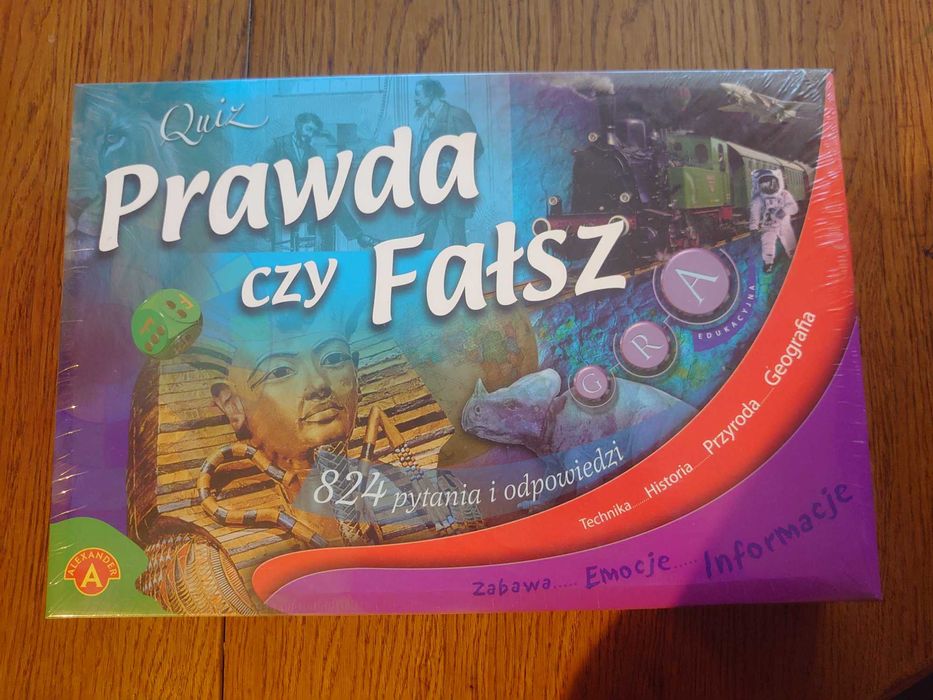 Quiz
Prawda
czy Fałsz
GRA
EDUKACYJNA
824 pytania i odpowiedzi
Technika......Historia......Przyroda......Geografia
Zabawa..... Emocje..... Informacje
ALEXANDER
A